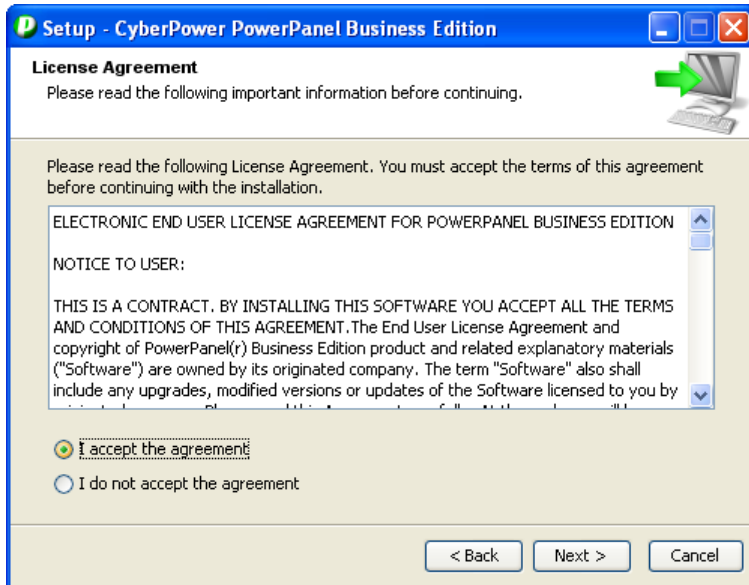 Setup - CyberPower PowerPanel Business Edition
License Agreement
Please read the following important information before continuing.
Please read the following License Agreement. You must accept the terms of this agreement
before continuing with the installation.
ELECTRONIC END USER LICENSE AGREEMENT FOR POWERPANEL BUSINESS EDITION
NOTICE TO USER:
THIS IS A CONTRACT. BY INSTALLING THIS SOFTWARE YOU ACCEPT ALL THE TERMS
AND CONDITIONS OF THIS AGREEMENT.The End User License Agreement and
copyright of PowerPanel(r) Business Edition product and related explanatory materials
("Software") are owned by its originated company. The term "Software" also shall
include any upgrades, modified versions or updates of the Software licensed to you by
I accept the agreement
I do not accept the agreement
< Back
Next >
Cancel